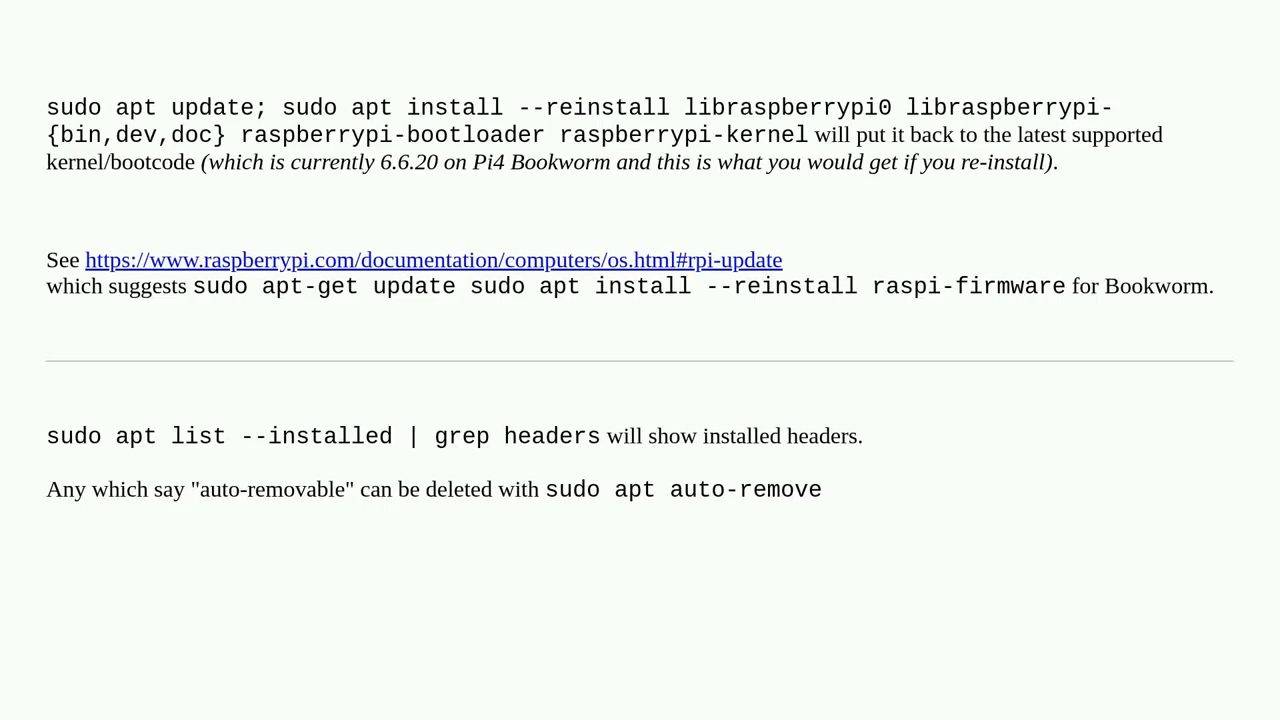 sudo apt update; sudo apt install --reinstall libraspberrypi0 libraspberrypi-
{bin,dev,doc} raspberrypi-bootloader raspberrypi-kernel will put it back to the latest supported
kernel/bootcode (which is currently 6.6.20 on Pi4 Bookworm and this is what you would get if you re-install).
See https://www.raspberrypi.com/documentation/computers/os.html#rpi-update
which suggests sudo apt-get update sudo apt install --reinstall raspi-firmware for Bookworm.
sudo apt list --installed | grep headers will show installed headers.
Any which say "auto-removable" can be deleted with sudo apt auto-remove